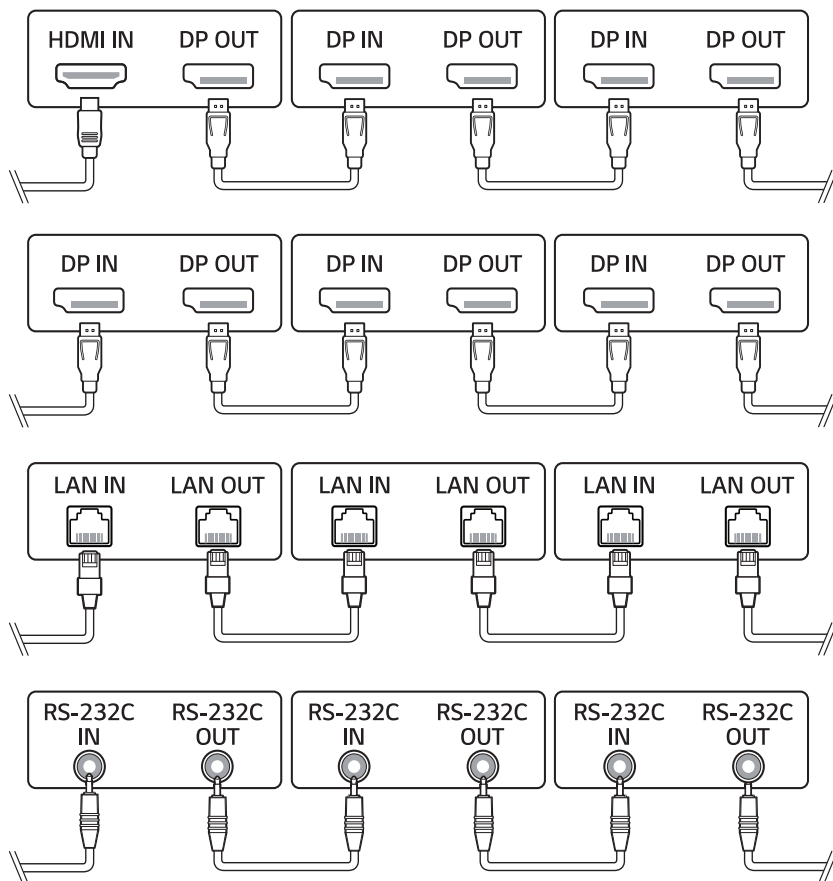 HDMI IN DP OUT DP IN DP OUT DP IN DP OUT
DP IN DP OUT DP IN DP OUT DP IN DP OUT
LAN IN LAN OUT LAN IN LAN OUT LAN IN LAN OUT
RS-232C RS-232C RS-232C RS-232C RS-232C RS-232C
IN OUT IN OUT IN OUT